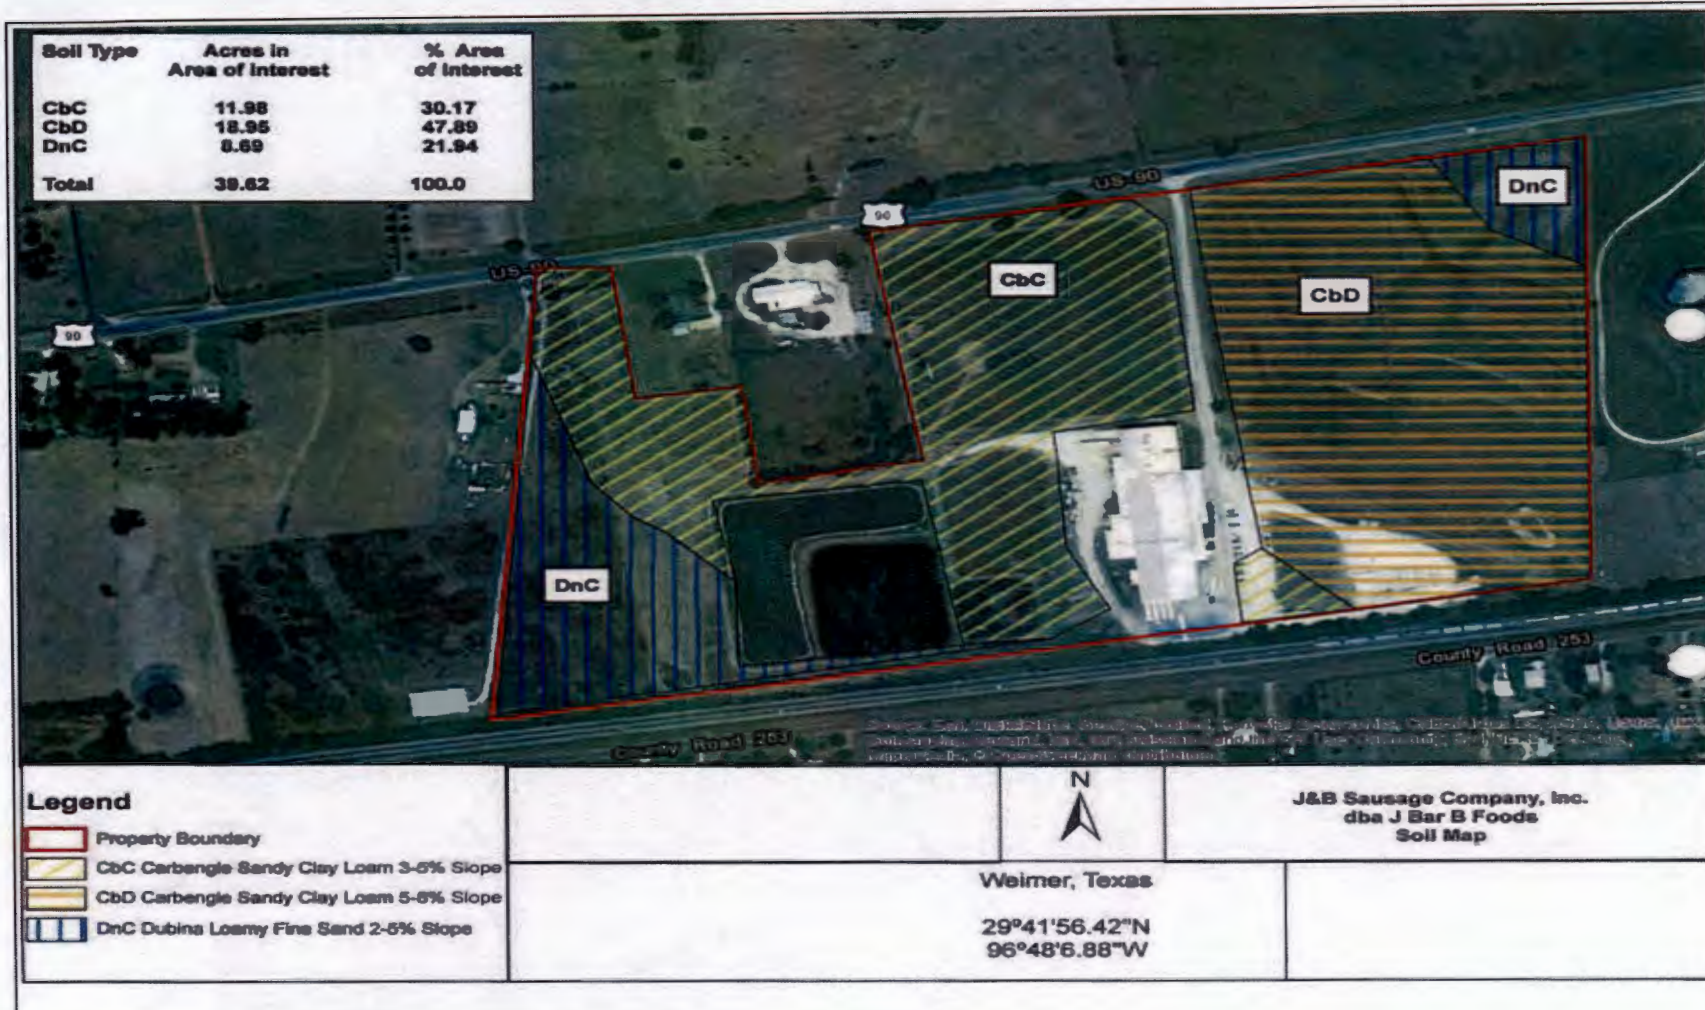 Soil Type Acres in Area of Interest % Area of Interest
CbC 11.98 30.17
CbD 18.95 47.89
DnC 8.69 21.94
Total 39.62 100.0
US-90
90
DnC
CbC
CbD
US-90
90
DnC
County Road 253
County Road 253
Legend
Property Boundary
CbC Carbengle Sandy Clay Loam 3-5% Slope
CbD Carbengle Sandy Clay Loam 5-8% Slope
DnC Dubina Loamy Fine Sand 2-5% Slope
N
J&B Sausage Company, Inc.
dba J Bar B Foods
Soil Map
Weimer, Texas
29°41'56.42"N
96°48'6.88"W